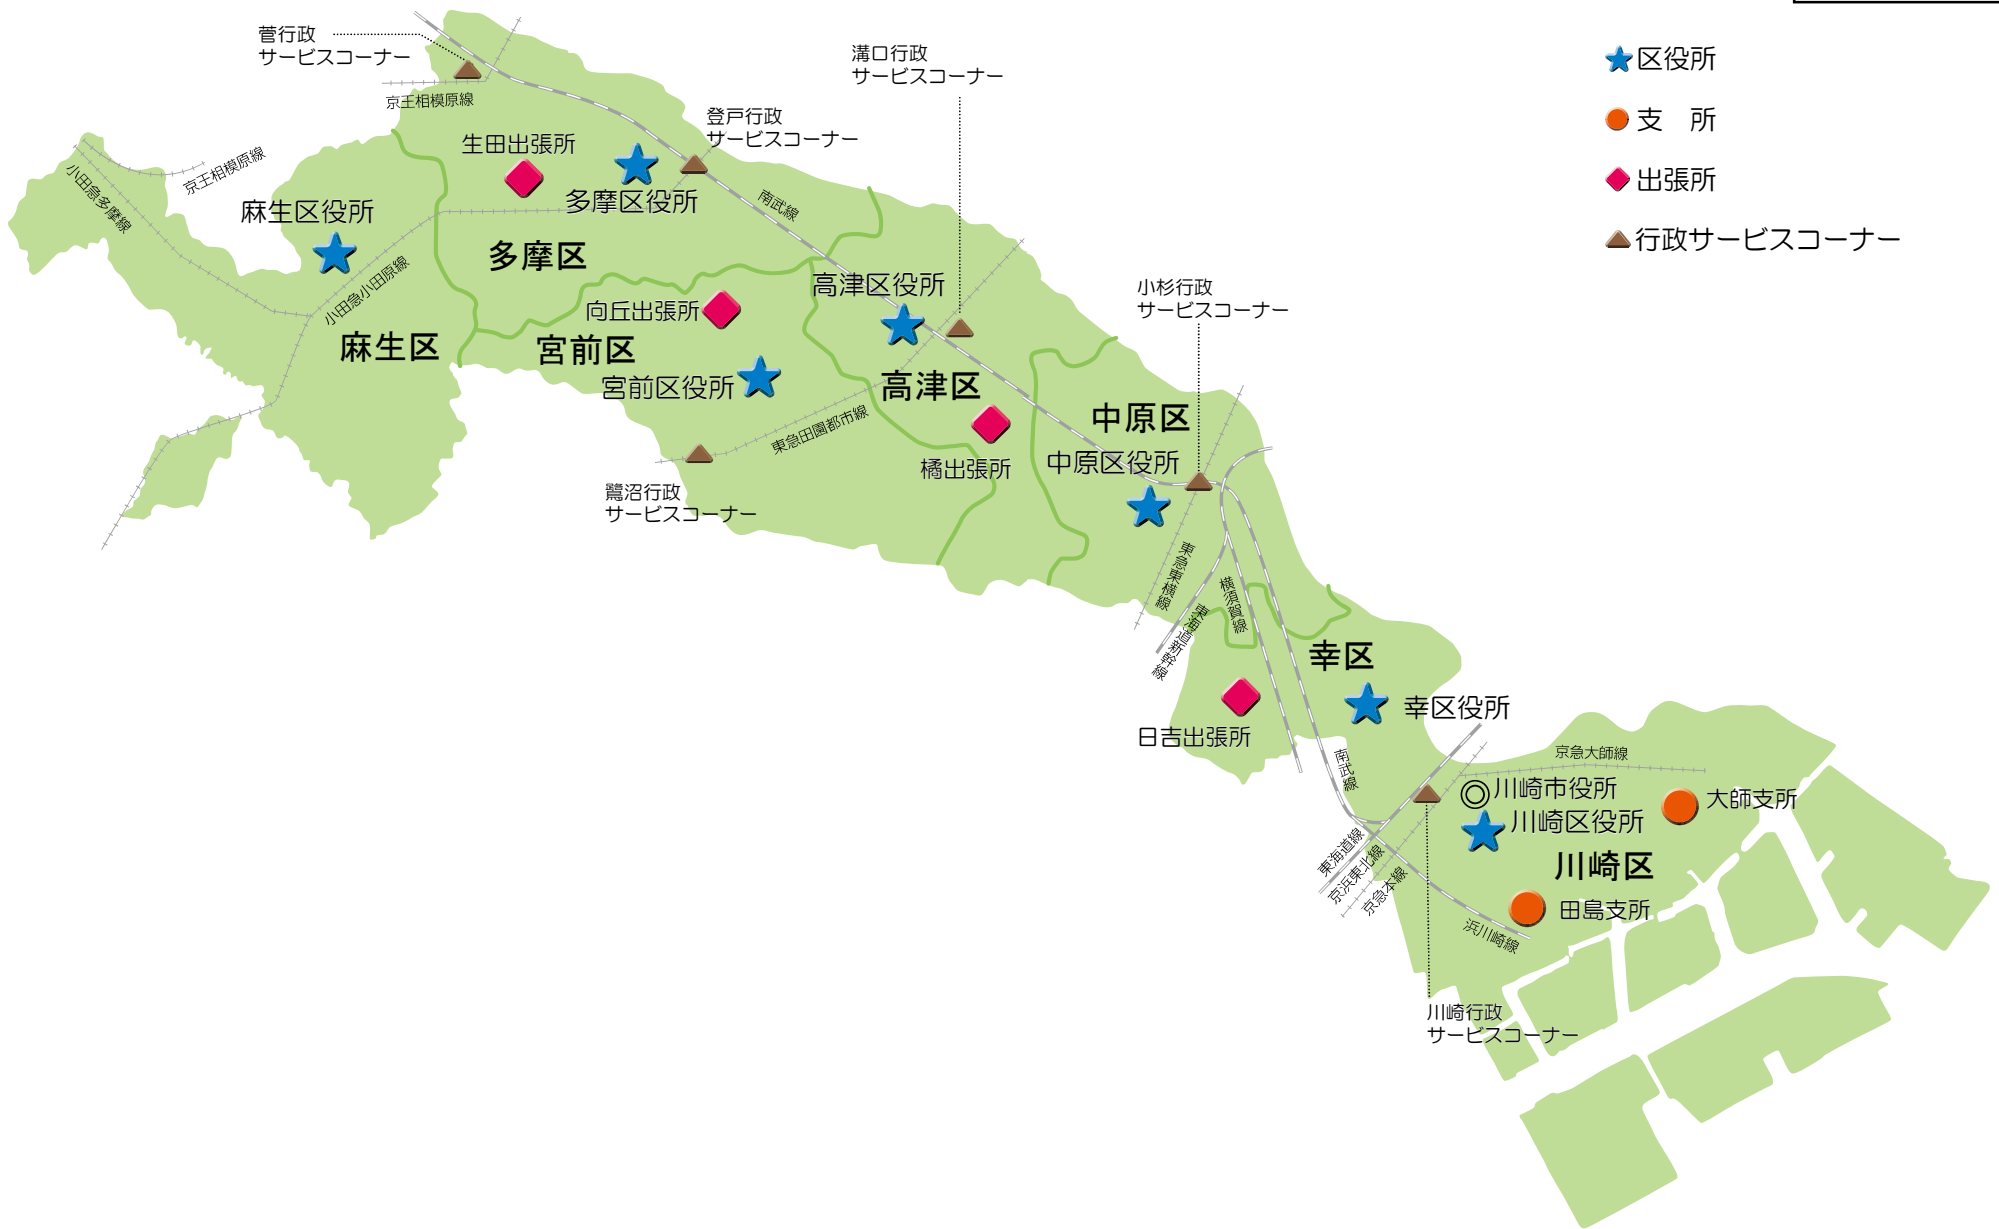 菅行政
サービスコーナー
京王相模原線
溝口行政
サービスコーナー
登戸行政
サービスコーナー
生田出張所
多摩区役所
南武線
京王相模原線
小田急多摩線
麻生区役所
多摩区
小田急小田原線
麻生区
向丘出張所
宮前区
宮前区役所
高津区役所
高津区
東急田園都市線
鷺沼行政
サービスコーナー
橘出張所
小杉行政
サービスコーナー
中原区
中原区役所
東急東横線
横須賀線
東海道新幹線
幸区
幸区役所
日吉出張所
南武線
京急大師線
川崎市役所
川崎区役所
大師支所
川崎区
田島支所
東海道線
京浜東北線
京急本線
浜川崎線
川崎行政
サービスコーナー
区役所
支　所
出張所
行政サービスコーナー